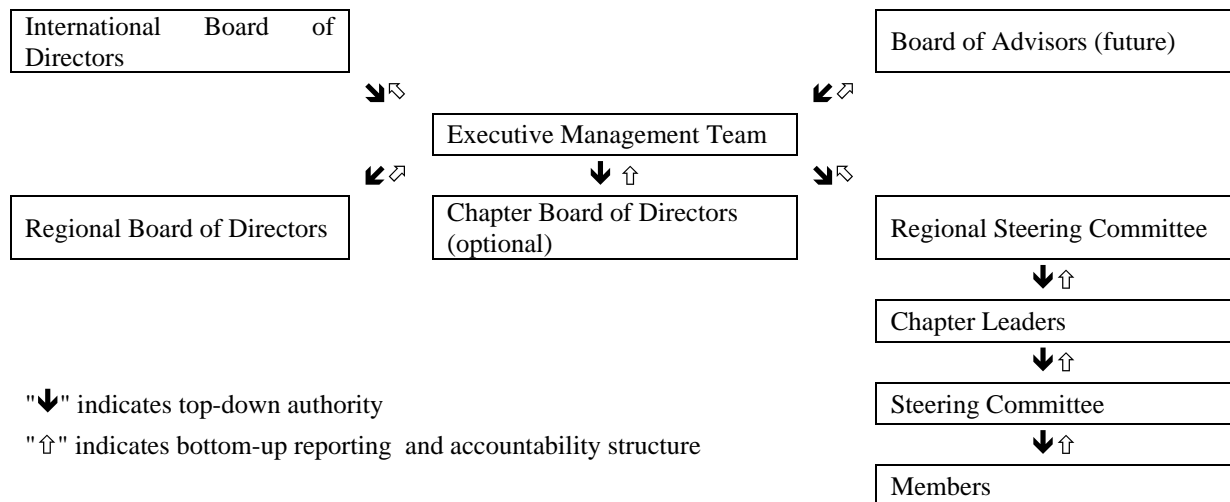 International Board of
Directors
Board of Advisors (future)
Executive Management Team
Regional Board of Directors
Chapter Board of Directors
(optional)
Regional Steering Committee
Chapter Leaders
"🡻" indicates top-down authority
Steering Committee
"⇧" indicates bottom-up reporting and accountability structure
Members